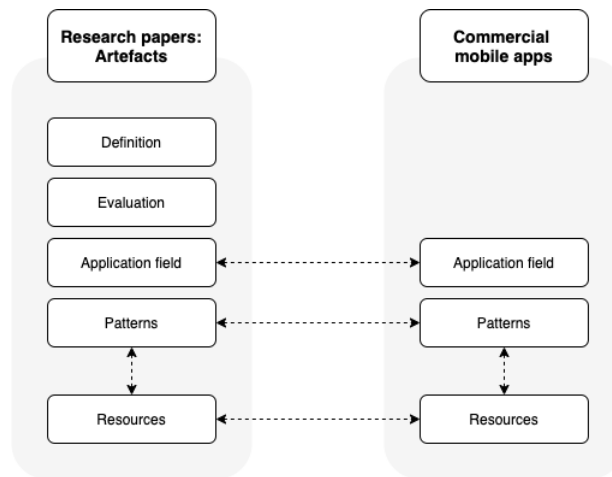 Research papers:
Artefacts
Definition
Evaluation
Application field
Patterns
Resources
Commercial
mobile apps
Application field
Patterns
Resources